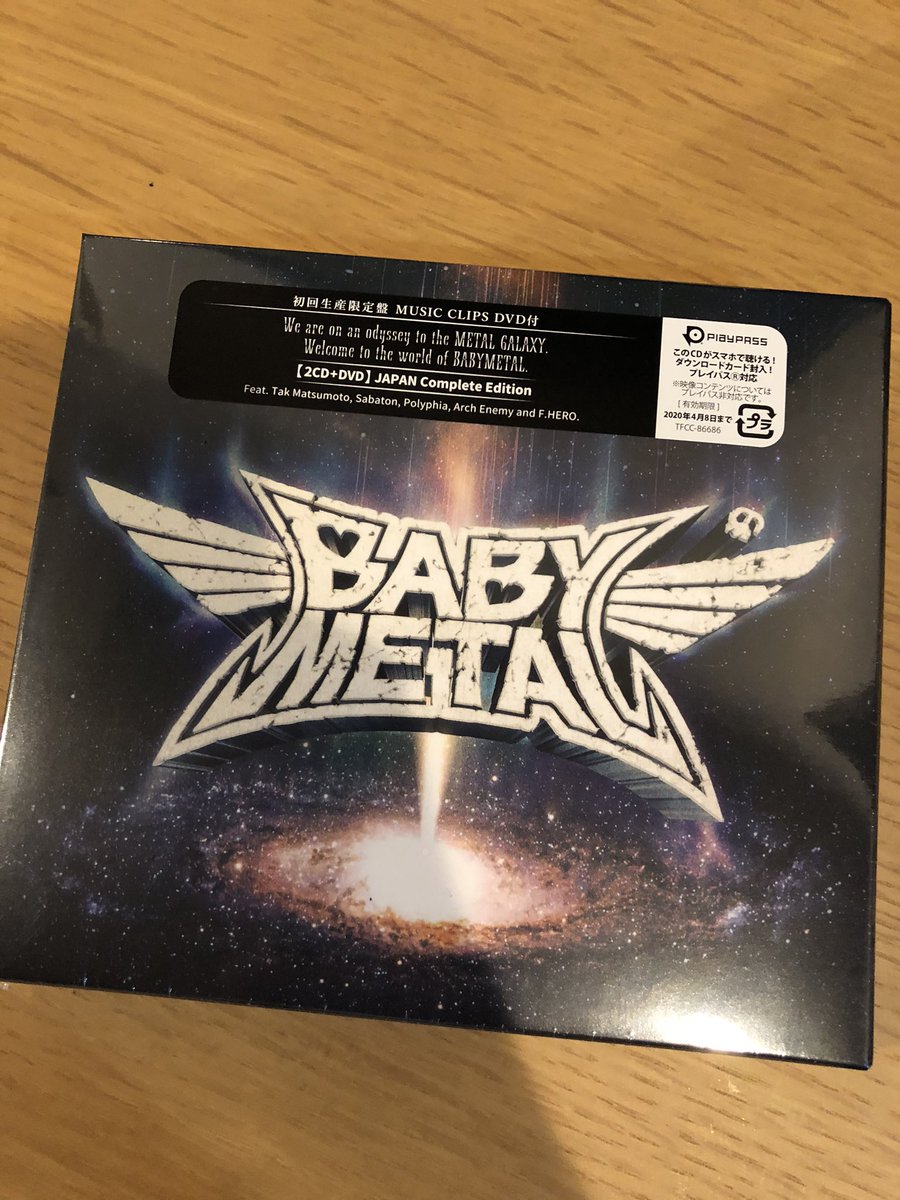 初回生産限定盤 MUSIC CLIPS DVD付
We are on an odyssey to the METAL GALAXY.
Welcome to the world of BABYMETAL.
【2CD+DVD】JAPAN Complete Edition
Feat. Tak Matsumoto, Sabaton, Polyphia, Arch Enemy and F.HERO.
PlayPASS
このCDがスマホで聴ける!
ダウンロードカード封入!
プレイパス®対応
※映像コンテンツについては
プレイパス非対応です。
[有効期限]
2020年4月8日まで
TFCC-86686
プラ
BABY
METAL